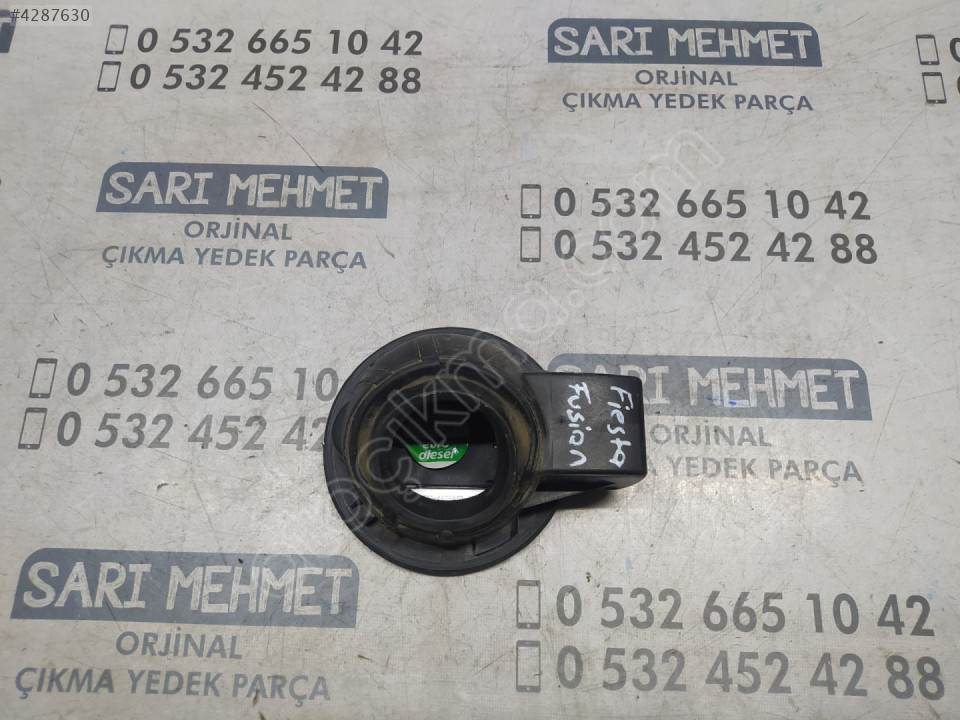 #4287630
0 532 665 10 42
0 532 452 42 88
SARI MEHMET
ORJİNAL
ÇIKMA YEDEK PARÇA
SARI MEHMET
ORJİNAL
ÇIKMA YEDEK PARÇA
0 532 665 10 42
0 532 452 42 88
0 532 665 10
0 532 452 42
SARI MEHMET
ORJİNAL
ÇIKMA YEDEK PARÇA
Fiesta
Fusion
euro
diesel
SARI MEHMET
ORJİNAL
ÇIKMA YEDEK PARÇA
0 532 665 10 42
0 532 452 42 88